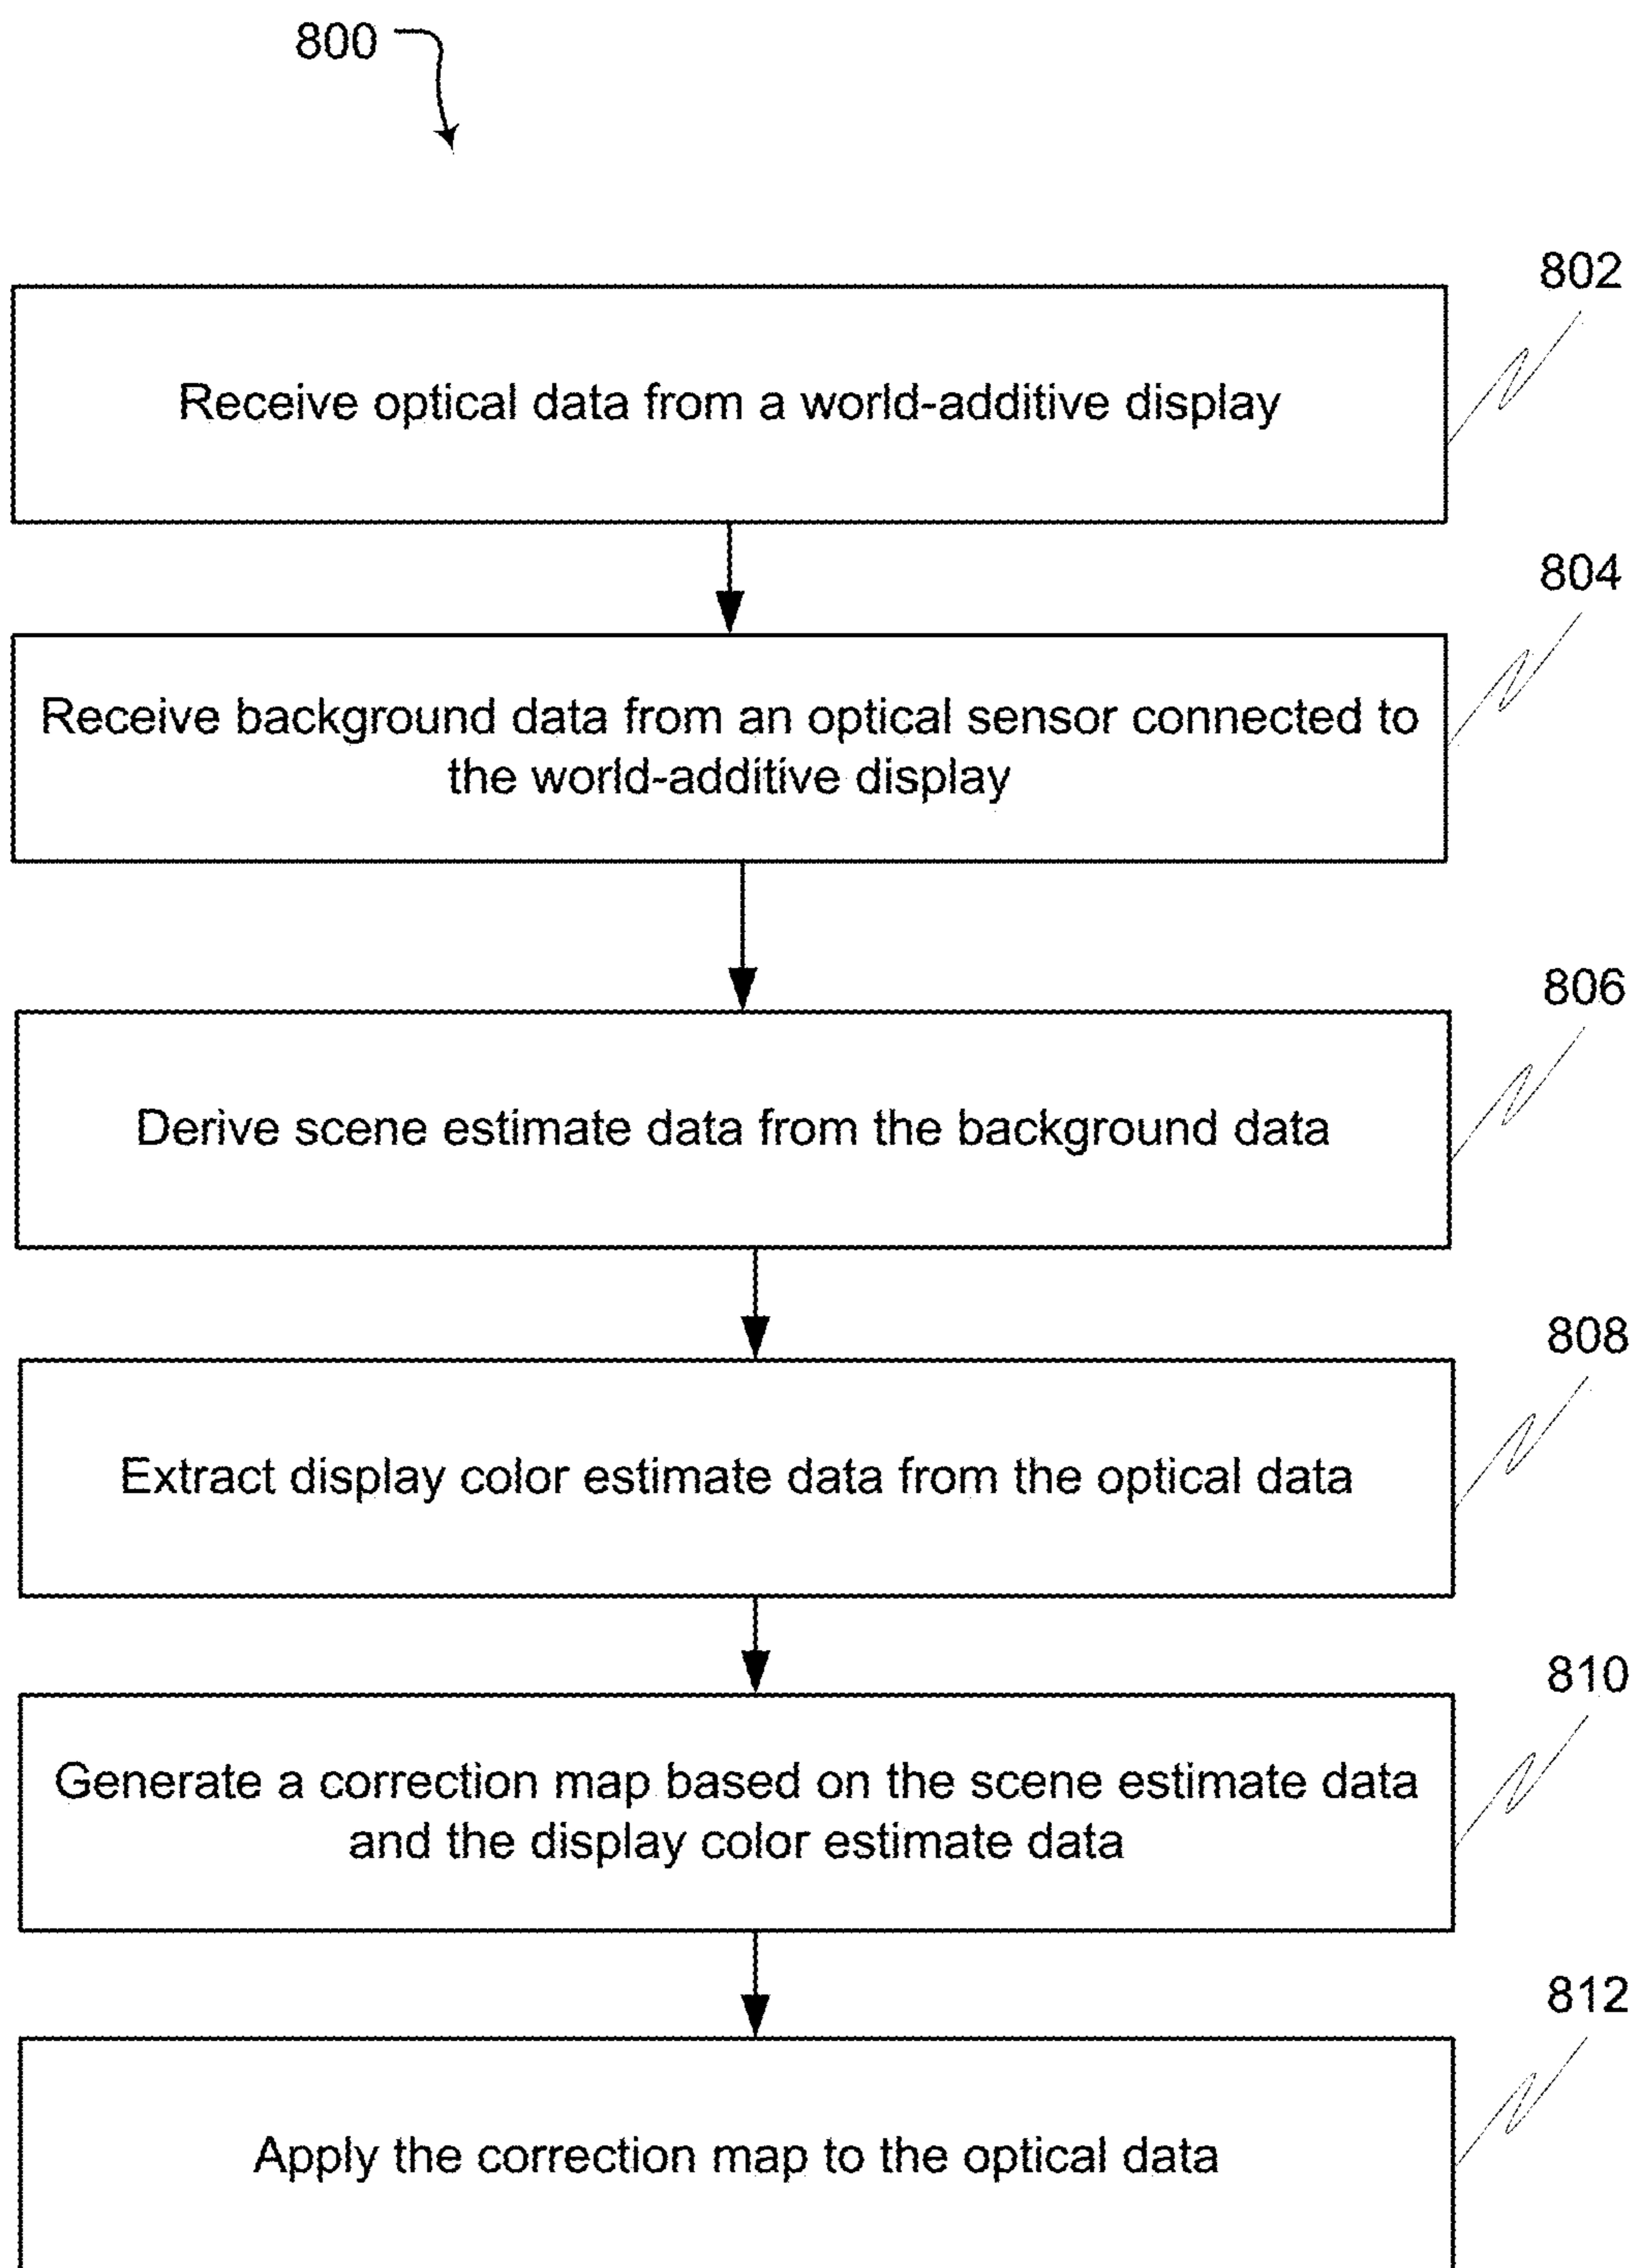 800
802
Receive optical data from a world-additive display
804
Receive background data from an optical sensor connected to
the world-additive display
806
Derive scene estimate data from the background data
808
Extract display color estimate data from the optical data
810
Generate a correction map based on the scene estimate data
and the display color estimate data
812
Apply the correction map to the optical data